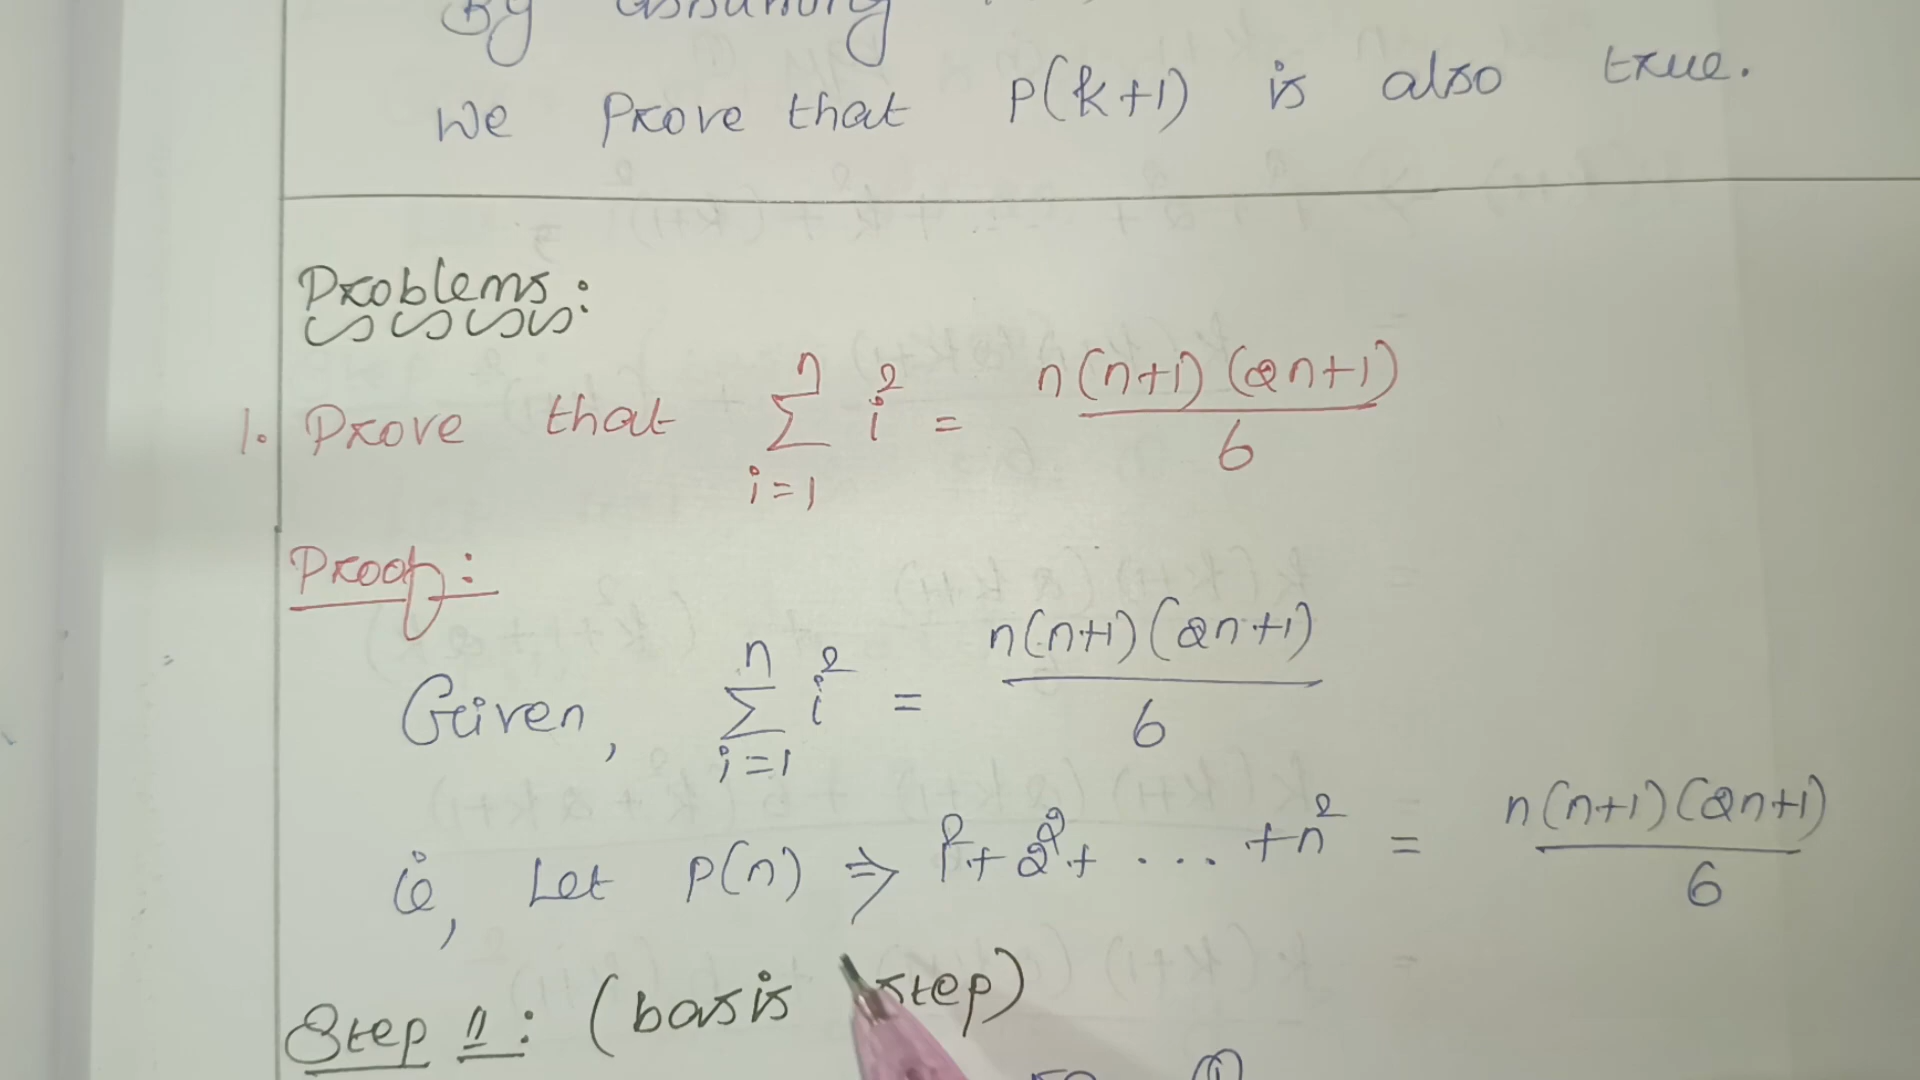 By assuming
We Prove that P(k+1) is also true.
Problems:
1. Prove that n∑i=1 i² = n(n+1)(2n+1)/6
Proof:
Given, n∑i=1 i² = n(n+1)(2n+1)/6
ie, Let P(n) ⇒ 1²+2²+ ... +n² = n(n+1)(2n+1)/6
Step 1: (basis step)